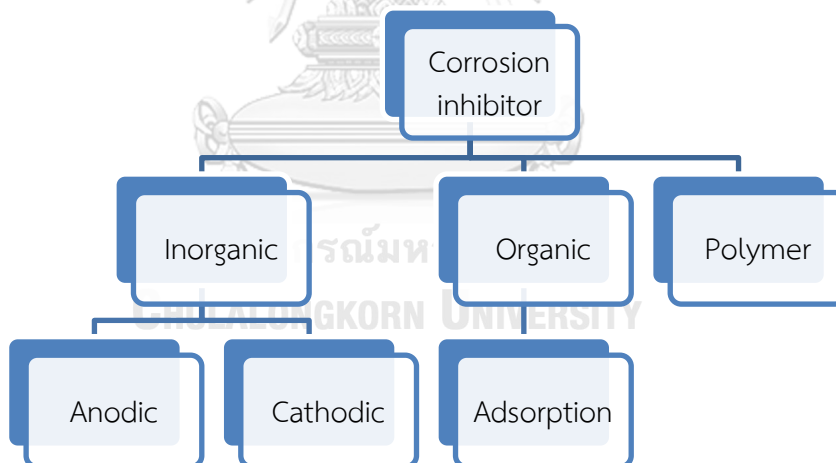 Corrosion
inhibitor
Inorganic
Organic
Polymer
CHULALONGKORN UNIVERSITY
Anodic
Cathodic
Adsorption